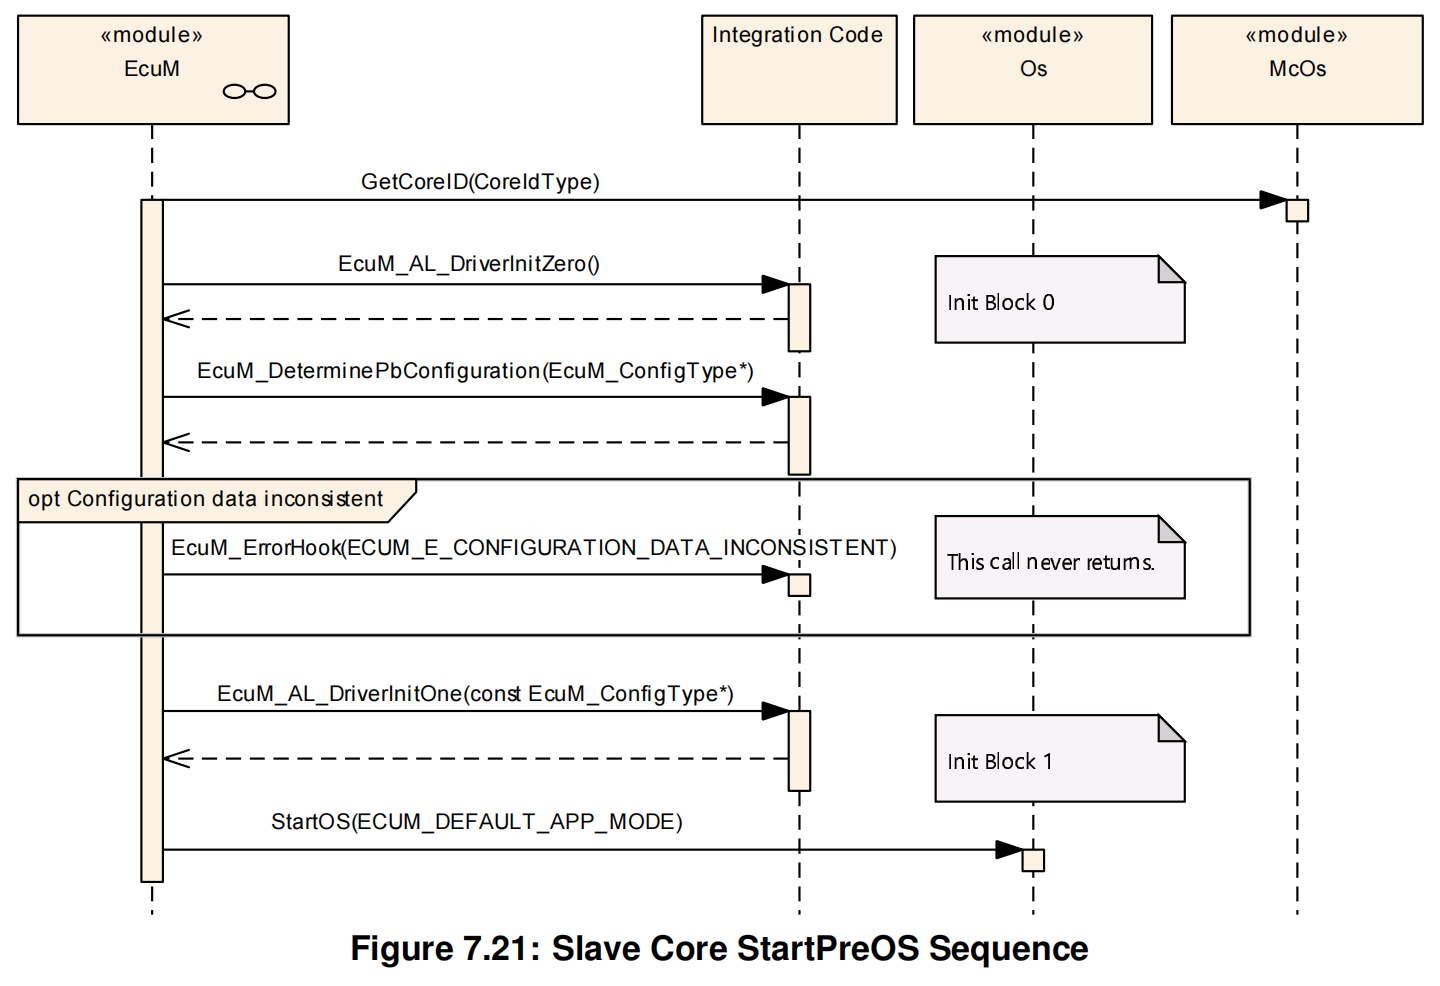 «module»
EcuM
Integration Code
«module»
Os
«module»
McOs
GetCoreID(CoreIdType)
EcuM_AL_DriverInitZero()
Init Block 0
EcuM_DeterminePbConfiguration(EcuM_ConfigType*)
opt Configuration data inconsistent
EcuM_ErrorHook(ECUM_E_CONFIGURATION_DATA_INCONSISTENT)
This call never returns.
EcuM_AL_DriverInitOne(const EcuM_ConfigType*)
Init Block 1
StartOS(ECUM_DEFAULT_APP_MODE)
Figure 7.21: Slave Core StartPreOS Sequence